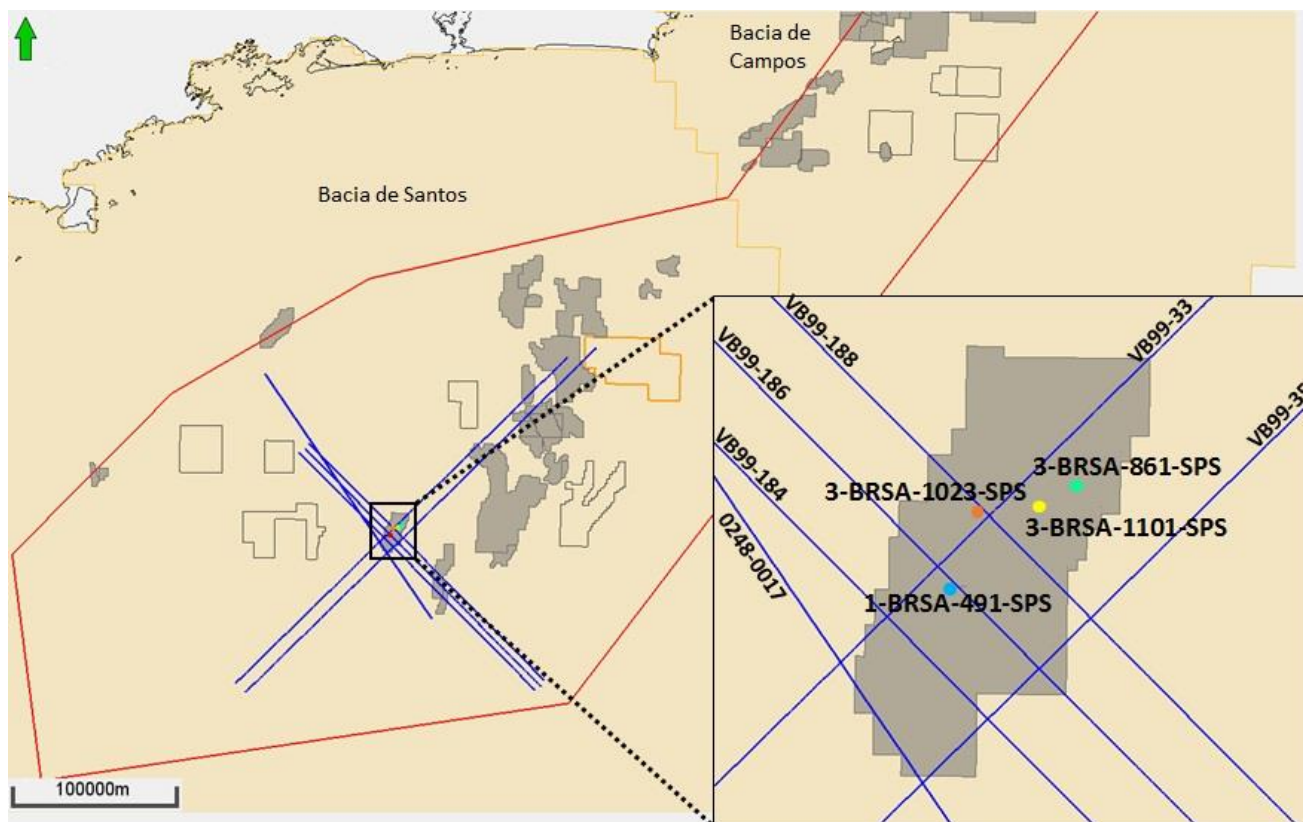 Bacia de
Campos
Bacia de Santos
VB99-188
VB99-33
VB99-186
VB99-184
0248-0017
3-BRSA-861-SPS
3-BRSA-1023-SPS
3-BRSA-1101-SPS
1-BRSA-491-SPS
100000m